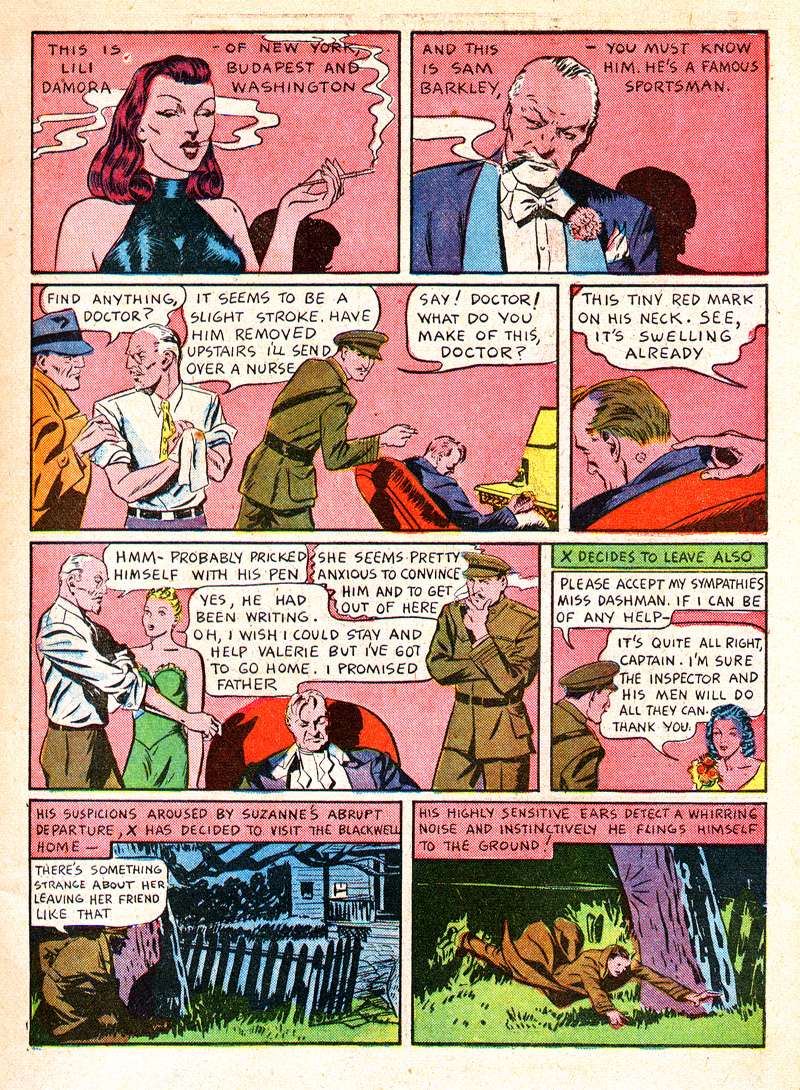 THIS IS
LILI
DAMORA
- OF NEW YORK,
BUDAPEST AND
WASHINGTON
AND THIS
IS SAM
BARKLEY,
- YOU MUST KNOW
HIM. HE'S A FAMOUS
SPORTSMAN.
FIND ANYTHING,
DOCTOR?
IT SEEMS TO BE A
SLIGHT STROKE. HAVE
HIM REMOVED
UPSTAIRS I'LL SEND
OVER A NURSE
SAY! DOCTOR!
WHAT DO YOU
MAKE OF THIS,
DOCTOR?
THIS TINY RED MARK
ON HIS NECK. SEE,
IT'S SWELLING
ALREADY
HMM- PROBABLY PRICKED
HIMSELF WITH HIS PEN
YES, HE HAD
BEEN WRITING.
OH, I WISH I COULD STAY AND
HELP VALERIE BUT I'VE GOT
TO GO HOME. I PROMISED
FATHER
SHE SEEMS PRETTY
ANXIOUS TO CONVINCE
HIM AND TO GET
OUT OF HERE
X DECIDES TO LEAVE ALSO
PLEASE ACCEPT MY SYMPATHIES
MISS DASHMAN. IF I CAN BE
OF ANY HELP-
IT'S QUITE ALL RIGHT,
CAPTAIN. I'M SURE
THE INSPECTOR AND
HIS MEN WILL DO
ALL THEY CAN.
THANK YOU.
HIS SUSPICIONS AROUSED BY SUZANNE'S ABRUPT
DEPARTURE, X HAS DECIDED TO VISIT THE BLACKWELL
HOME -
THERE'S SOMETHING
STRANGE ABOUT HER
LEAVING HER FRIEND
LIKE THAT
HIS HIGHLY SENSITIVE EARS DETECT A WHIRRING
NOISE AND INSTINCTIVELY HE FLINGS HIMSELF
TO THE GROUND!